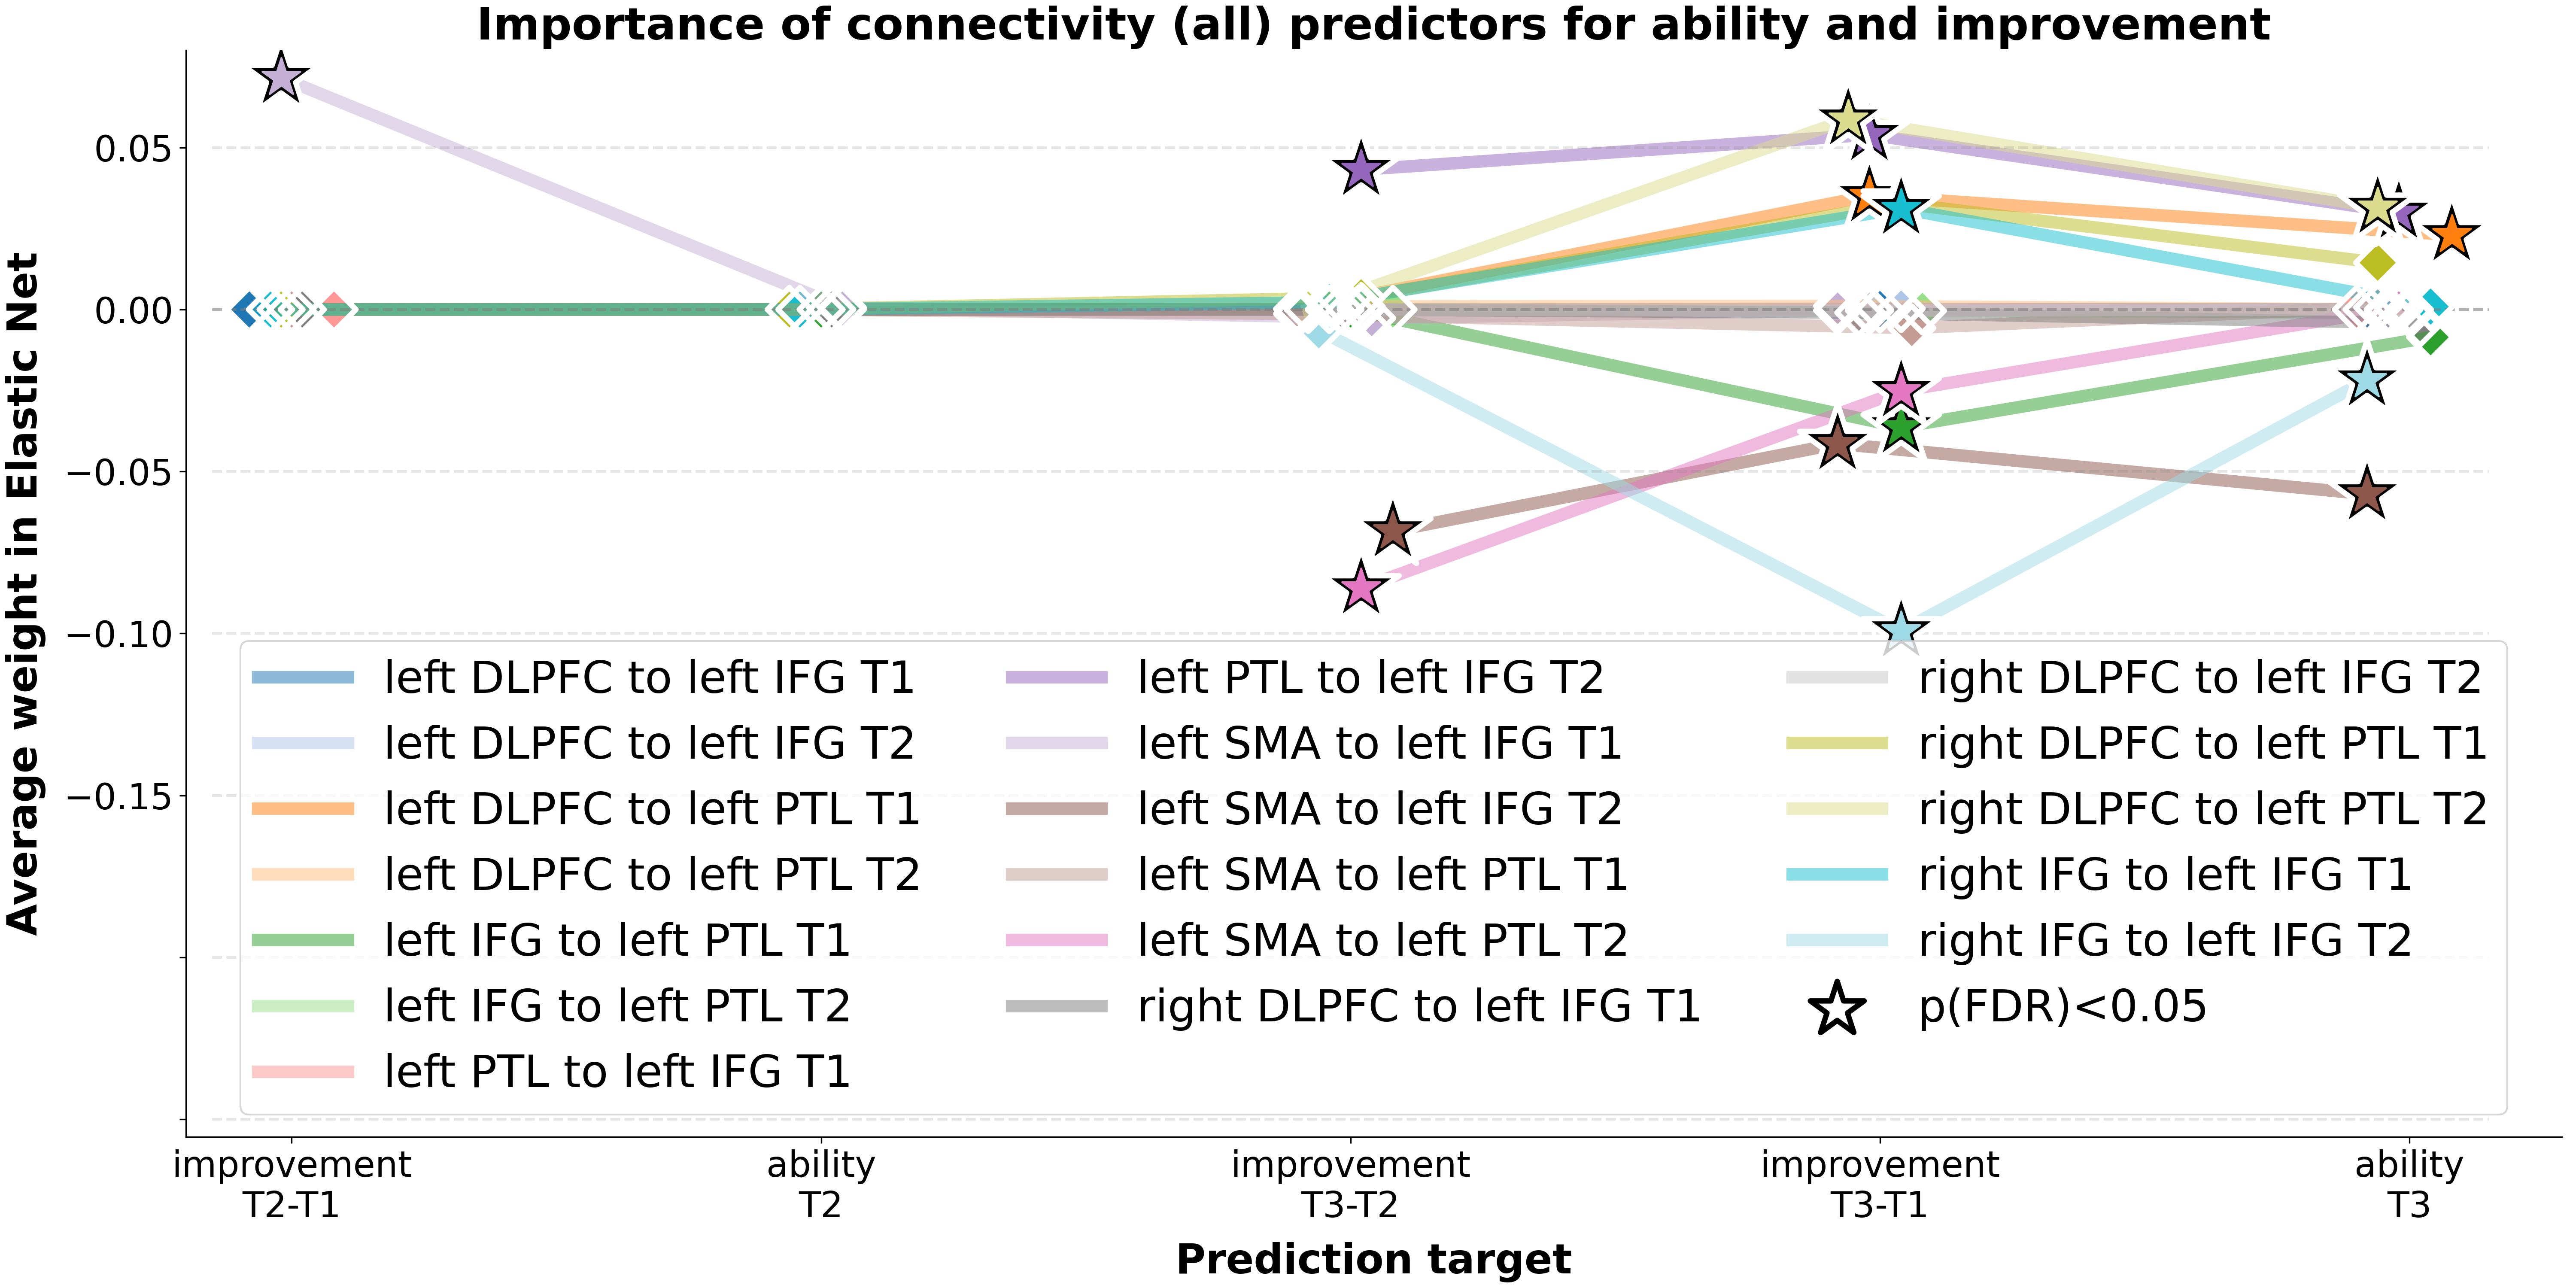 Importance of connectivity (all) predictors for ability and improvement
Average weight in Elastic Net
0.05
0.00
−0.05
−0.10
−0.15
left DLPFC to left IFG T1
left DLPFC to left IFG T2
left DLPFC to left PTL T1
left DLPFC to left PTL T2
left IFG to left PTL T1
left IFG to left PTL T2
left PTL to left IFG T1
left PTL to left IFG T2
left SMA to left IFG T1
left SMA to left IFG T2
left SMA to left PTL T1
left SMA to left PTL T2
right DLPFC to left IFG T1
right DLPFC to left IFG T2
right DLPFC to left PTL T1
right DLPFC to left PTL T2
right IFG to left IFG T1
right IFG to left IFG T2
p(FDR)<0.05
improvement
T2-T1
ability
T2
improvement
T3-T2
improvement
T3-T1
ability
T3
Prediction target